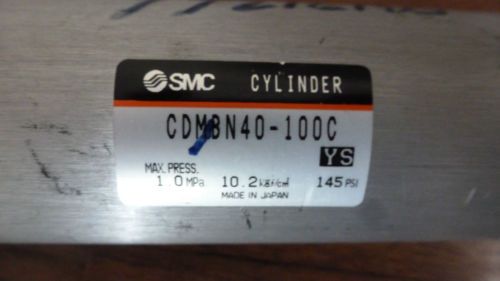 SMC CYLINDER
CDMBN40-100C
YS
MAX. PRESS.
1.0MPa 10.2kgf/cm² 145PSI
MADE IN JAPAN